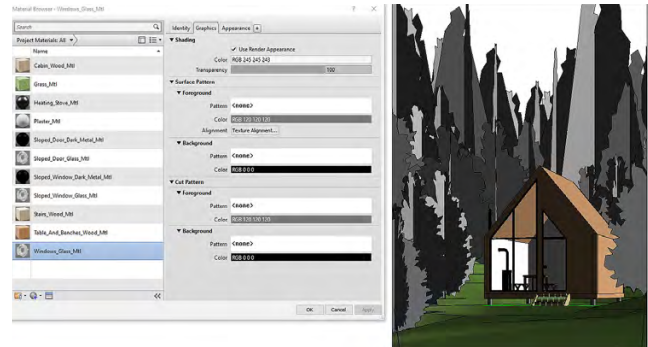 Material Browser - Windows_Glass_Mtl
? X
Search
Project Materials: All
Name
Cabin_Wood_Mtl
Grass_Mtl
Heating_Stove_Mtl
Plaster_Mtl
Sloped_Door_Dark_Metal_Mtl
Sloped_Door_Glass_Mtl
Sloped_Window_Dark_Metal_Mtl
Sloped_Window_Glass_Mtl
Stairs_Wood_Mtl
Table_And_Benches_Wood_Mtl
Windows_Glass_Mtl
Identity Graphics Appearance
Shading
Use Render Appearance
Color RGB 245 245 243
Transparency 100
Surface Pattern
Foreground
Pattern <none>
Color RGB 120 120 120
Alignment Texture Alignment...
Background
Pattern <none>
Color RGB 0 0 0
Cut Pattern
Foreground
Pattern <none>
Color RGB 120 120 120
Background
Pattern <none>
Color RGB 0 0 0
OK Cancel Apply